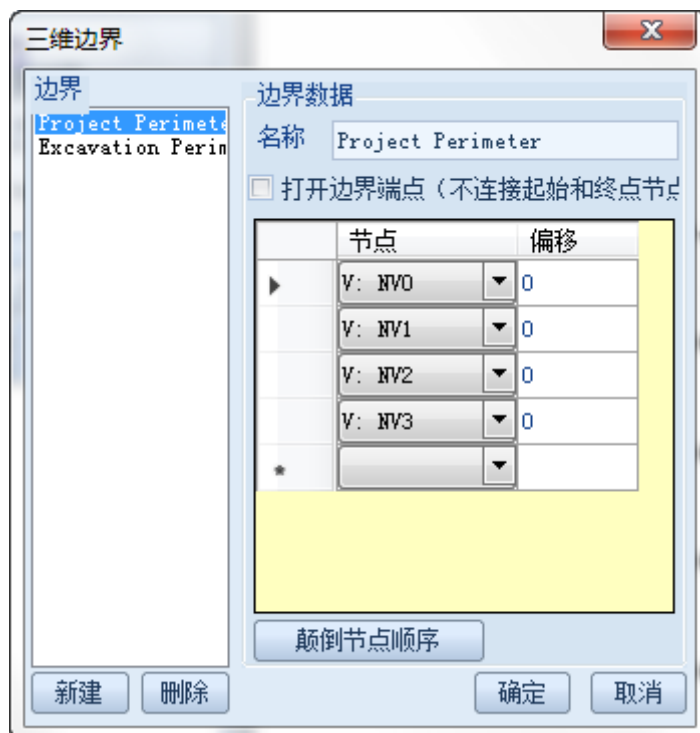 三维边界
边界
Project Perimete
Excavation Perim
边界数据
名称 Project Perimeter
打开边界端点（不连接起始和终点节点
节点 偏移
V: NV0 0
V: NV1 0
V: NV2 0
V: NV3 0
*
颠倒节点顺序
新建 删除 确定 取消